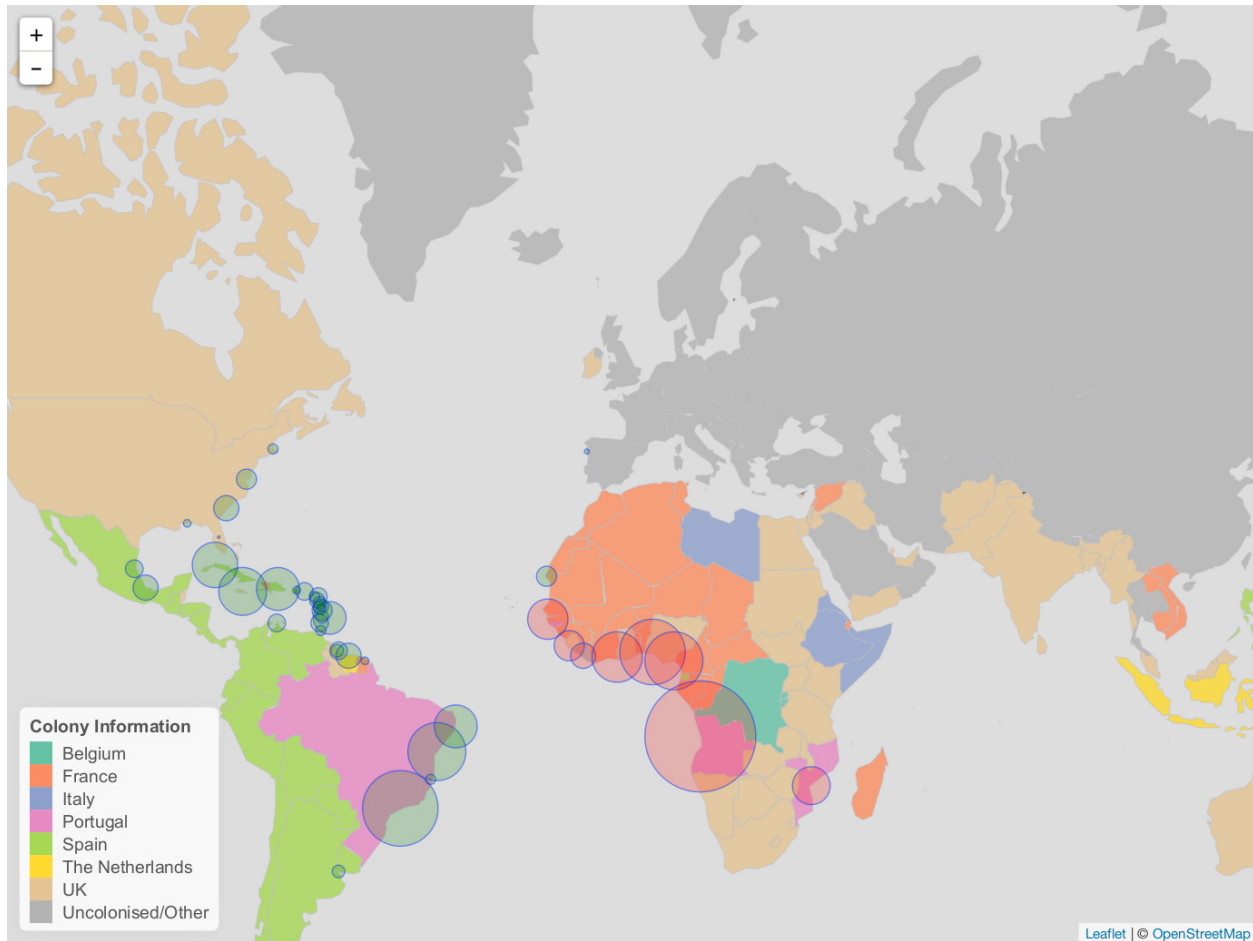 +
−
Colony Information
Belgium
France
Italy
Portugal
Spain
The Netherlands
UK
Uncolonised/Other
Leaflet | © OpenStreetMap